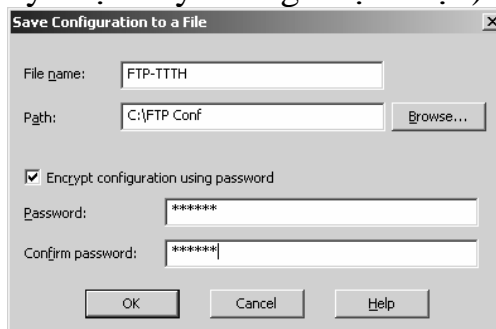 Save Configuration to a File
File name: FTP-TTTH
Path: C:\FTP Conf Browse...
Encrypt configuration using password
Password: ******
Confirm password: ******
OK Cancel Help